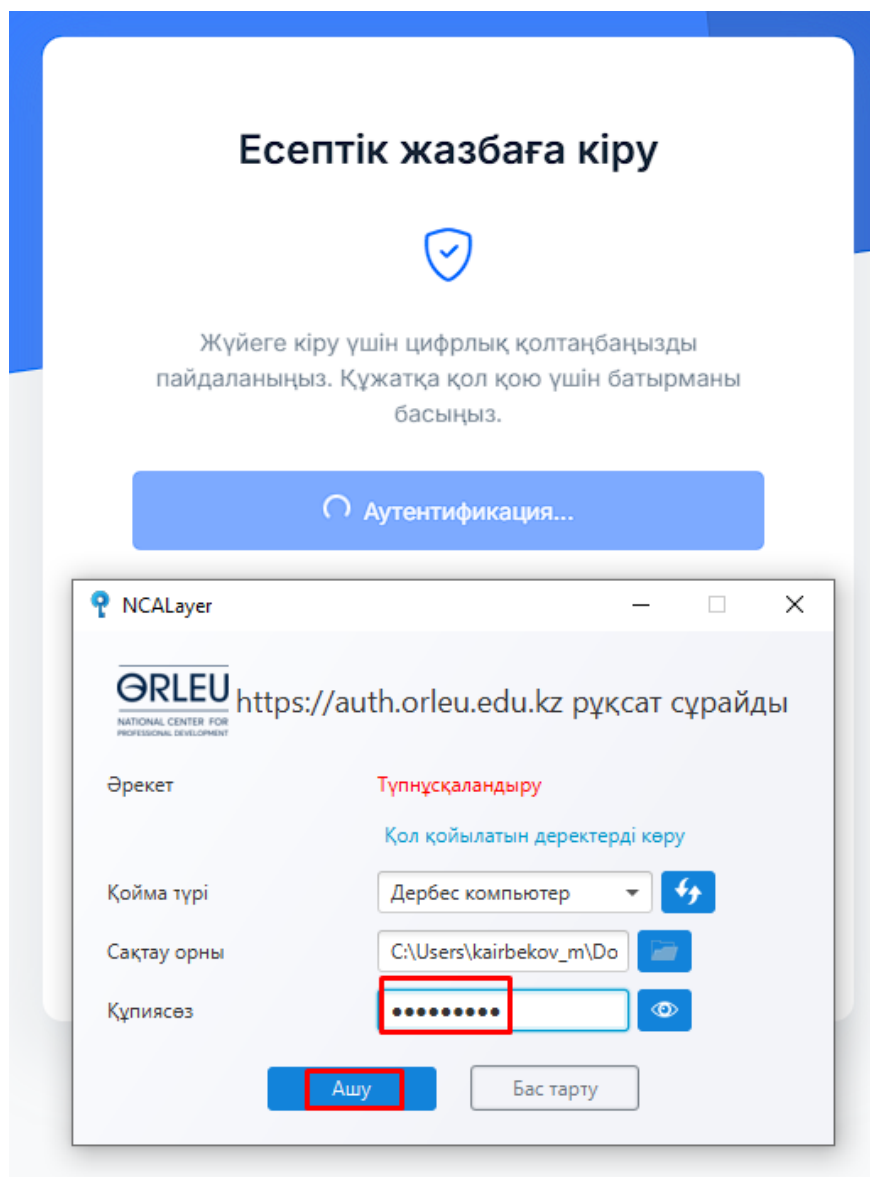 Есептік жазбаға кіру
Жүйеге кіру үшін цифрлық қолтаңбаңызды
пайдаланыңыз. Құжатқа қол қою үшін батырманы
басыңыз.
Аутентификация...
NCALayer
ӨRLEU
NATIONAL CENTER FOR
PROFESSIONAL DEVELOPMENT
https://auth.orleu.edu.kz рұқсат сұрайды
Әрекет Түпнұсқаландыру
Қол қойылатын деректерді көру
Қойма түрі Дербес компьютер
Сақтау орны C:\Users\kairbekov_m\Do
Құпиясөз •••••••••
Ашу Бас тарту